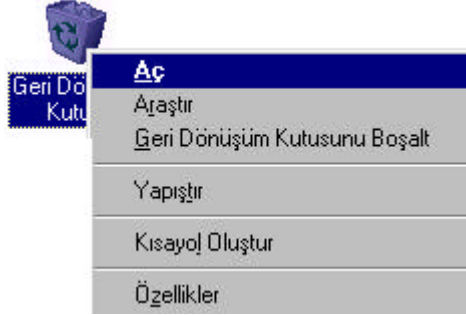 Geri Dö
Kutu
Aç
Araştır
Geri Dönüşüm Kutusunu Boşalt
Yapıştır
Kısayol Oluştur
Özellikler